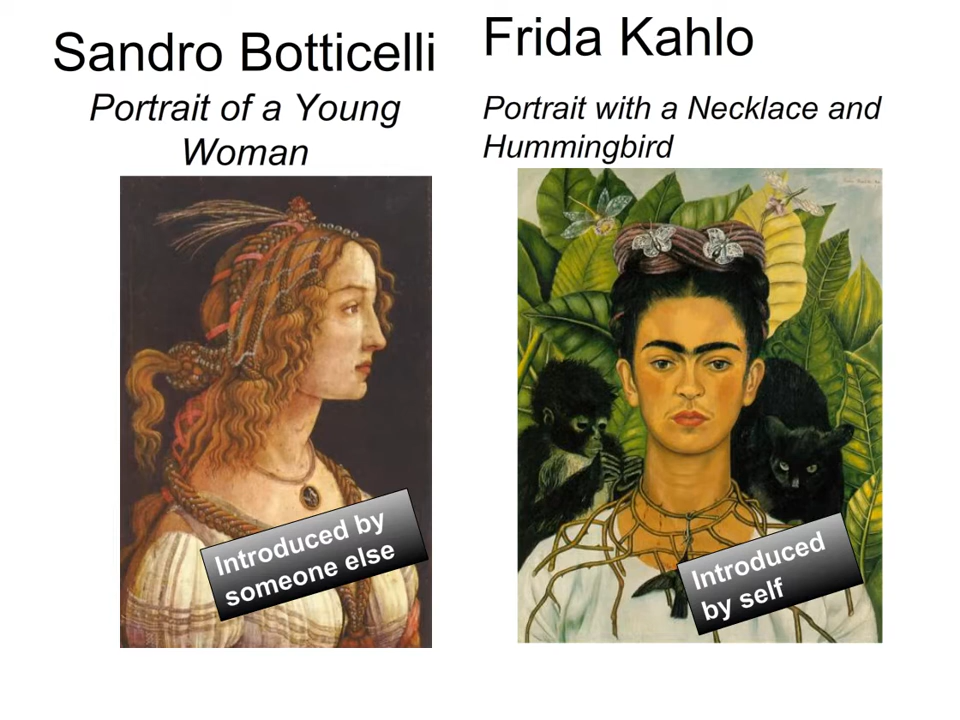 Sandro Botticelli
Portrait of a Young
Woman
Frida Kahlo
Portrait with a Necklace and
Hummingbird
Introduced by
someone else
Introduced
by self